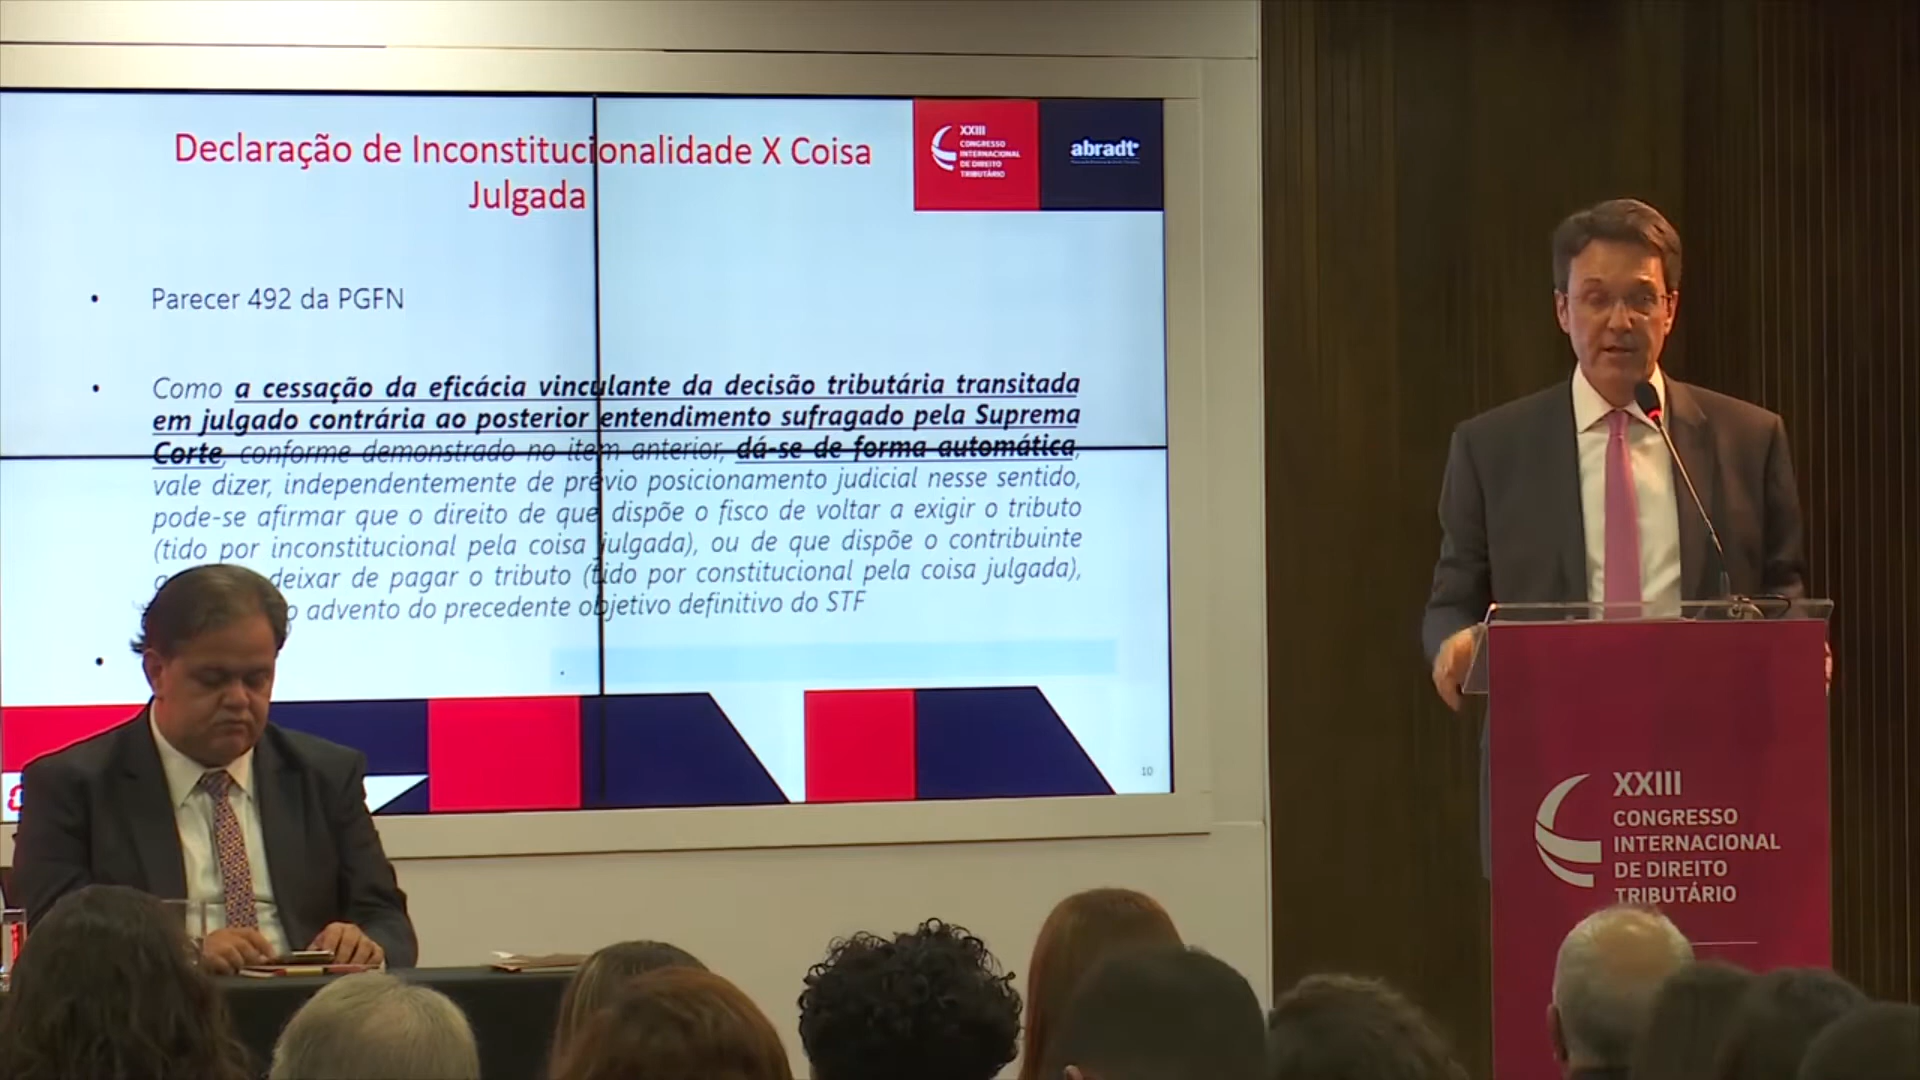 Declaração de Inconstitucionalidade X Coisa
Julgada
XXIII
CONGRESSO
INTERNACIONAL
DE DIREITO
TRIBUTÁRIO
abradt
• Parecer 492 da PGFN
• Como a cessação da eficácia vinculante da decisão tributária transitada
em julgado contrária ao posterior entendimento sufragado pela Suprema
Corte, conforme demonstrado no item anterior, dá-se de forma automática,
vale dizer, independentemente de prévio posicionamento judicial nesse sentido,
pode-se afirmar que o direito de que dispõe o fisco de voltar a exigir o tributo
(tido por inconstitucional pela coisa julgada), ou de que dispõe o contribuinte
deixar de pagar o tributo (tido por constitucional pela coisa julgada),
advento do precedente objetivo definitivo do STF
•
10
XXIII
CONGRESSO
INTERNACIONAL
DE DIREITO
TRIBUTÁRIO